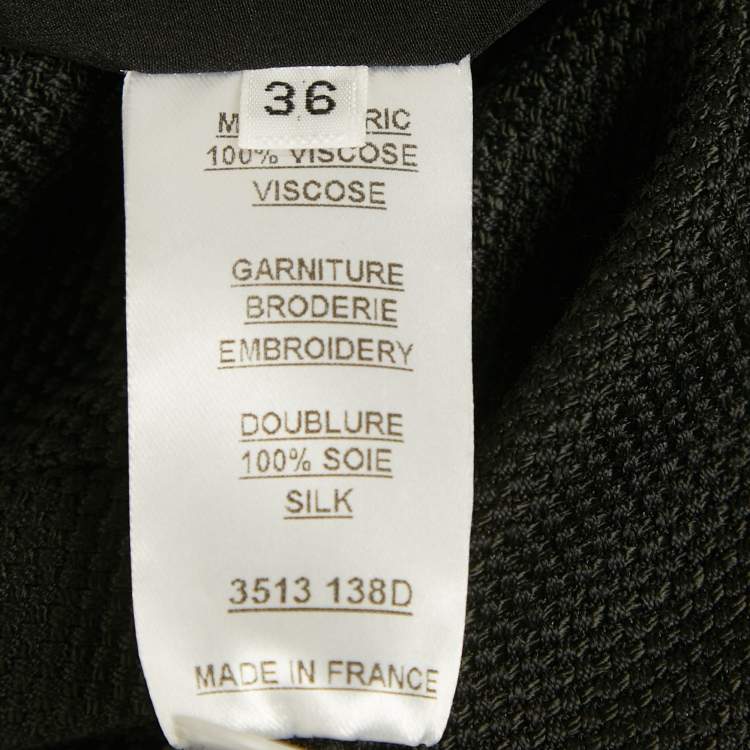 36
100% VISCOSE
VISCOSE
GARNITURE
BRODERIE
EMBROIDERY
DOUBLURE
100% SOIE
SILK
3513 138D
MADE IN FRANCE